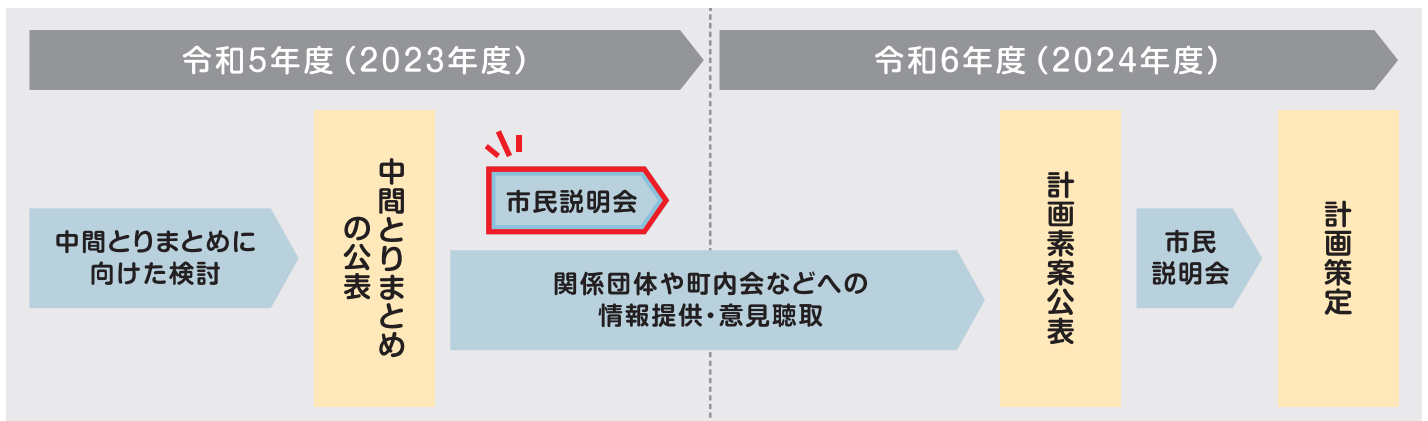 令和5年度（2023年度）
令和6年度（2024年度）
中間とりまとめに
向けた検討
中間とりまとめ
の公表
市民説明会
関係団体や町内会などへの
情報提供・意見聴取
計画素案公表
市民
説明会
計画策定